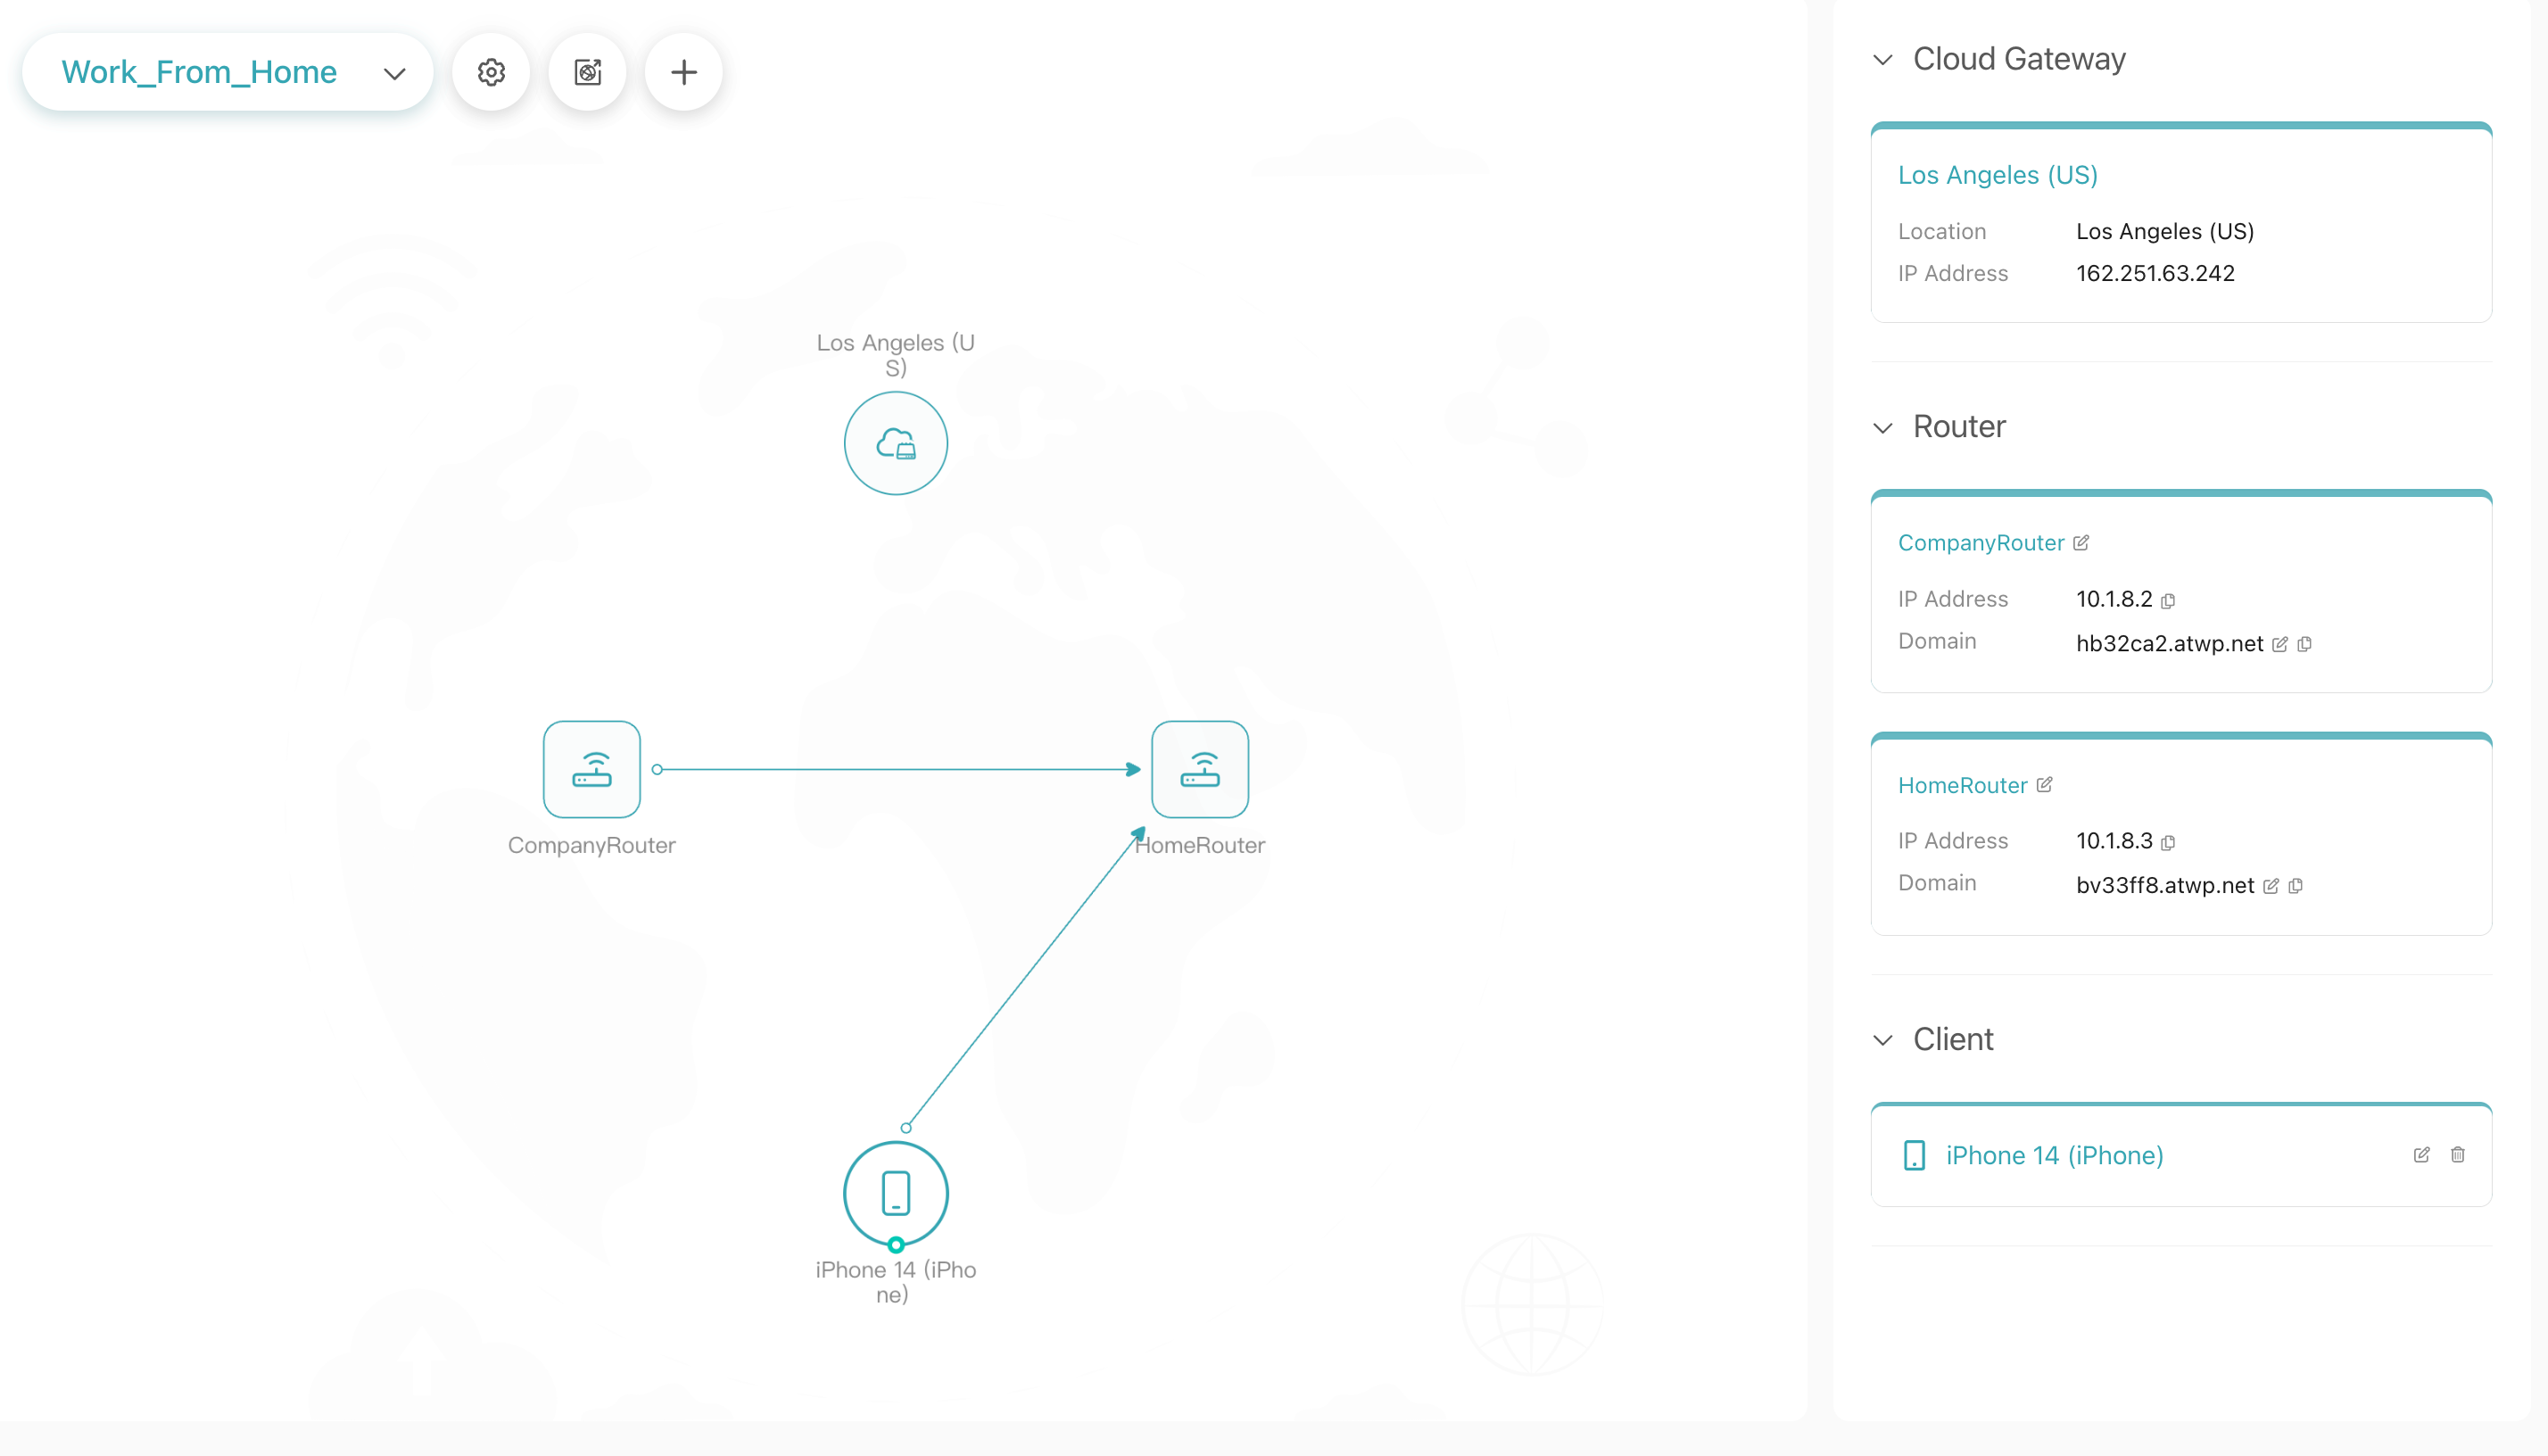 Work_From_Home
Los Angeles (U
S)
CompanyRouter
HomeRouter
iPhone 14 (iPho
ne)
Cloud Gateway
Los Angeles (US)
Location Los Angeles (US)
IP Address 162.251.63.242
Router
CompanyRouter
IP Address 10.1.8.2
Domain hb32ca2.atwp.net
HomeRouter
IP Address 10.1.8.3
Domain bv33ff8.atwp.net
Client
iPhone 14 (iPhone)